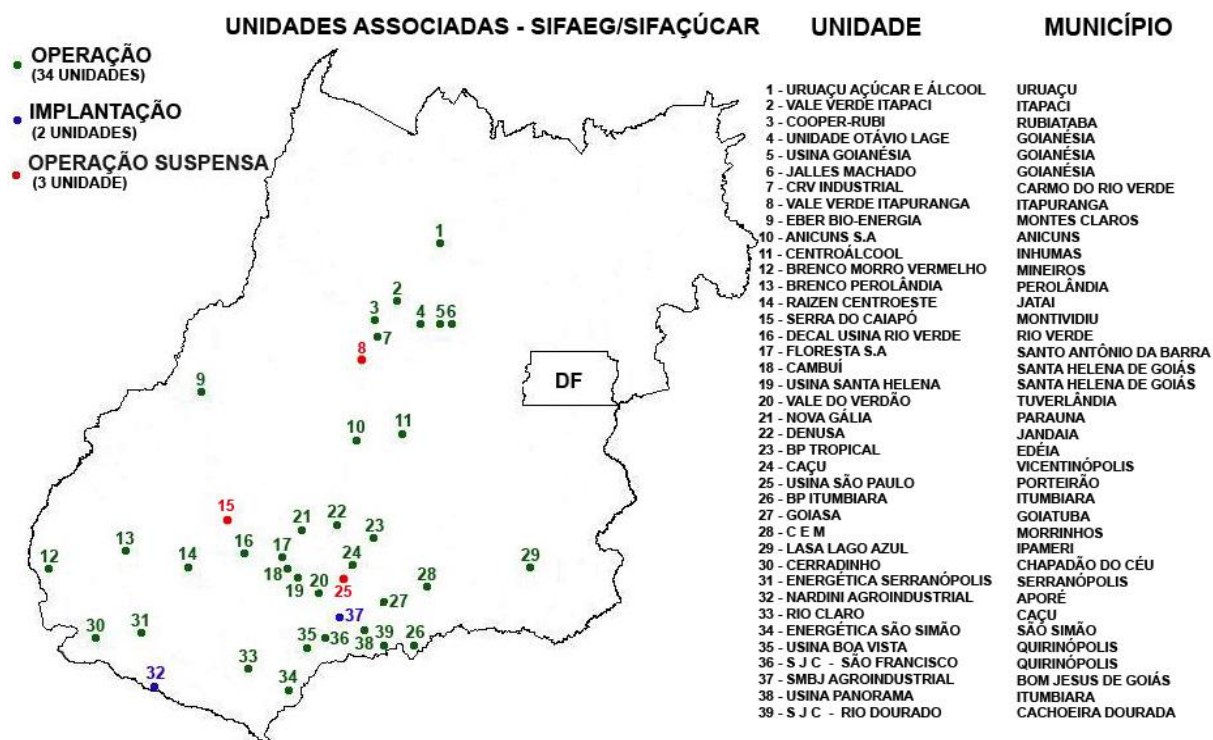 UNIDADES ASSOCIADAS - SIFAEG/SIFAÇÚCAR
OPERAÇÃO
(34 UNIDADES)
IMPLANTAÇÃO
(2 UNIDADES)
OPERAÇÃO SUSPENSA
(3 UNIDADE)
1
2
3
4
5
6
7
8
9
DF
10
11
15
21
22
23
12
13
14
16
17
24
29
18
19
20
25
28
27
30
31
37
35
36
38
39
26
33
32
34
UNIDADE MUNICÍPIO
1 - URUAÇU AÇÚCAR E ÁLCOOL URUAÇU
2 - VALE VERDE ITAPACI ITAPACI
3 - COOPER-RUBI RUBIATABA
4 - UNIDADE OTÁVIO LAGE GOIANÉSIA
5 - USINA GOIANÉSIA GOIANÉSIA
6 - JALLES MACHADO GOIANÉSIA
7 - CRV INDUSTRIAL CARMO DO RIO VERDE
8 - VALE VERDE ITAPURANGA ITAPURANGA
9 - EBER BIO-ENERGIA MONTES CLAROS
10 - ANICUNS S.A ANICUNS
11 - CENTROÁLCOOL INHUMAS
12 - BRENCO MORRO VERMELHO MINEIROS
13 - BRENCO PEROLÂNDIA PEROLÂNDIA
14 - RAIZEN CENTROESTE JATAI
15 - SERRA DO CAIAPÓ MONTIVIDIU
16 - DECAL USINA RIO VERDE RIO VERDE
17 - FLORESTA S.A SANTO ANTÔNIO DA BARRA
18 - CAMBUÍ SANTA HELENA DE GOIÁS
19 - USINA SANTA HELENA SANTA HELENA DE GOIÁS
20 - VALE DO VERDÃO TUVERLÂNDIA
21 - NOVA GÁLIA PARAUNA
22 - DENUSA JANDAIA
23 - BP TROPICAL EDÉIA
24 - CAÇU VICENTINÓPOLIS
25 - USINA SÃO PAULO PORTEIRÃO
26 - BP ITUMBIARA ITUMBIARA
27 - GOIASA GOIATUBA
28 - C E M MORRINHOS
29 - LASA LAGO AZUL IPAMERI
30 - CERRADINHO CHAPADÃO DO CÉU
31 - ENERGÉTICA SERRANÓPOLIS SERRANÓPOLIS
32 - NARDINI AGROINDUSTRIAL APORÉ
33 - RIO CLARO CAÇU
34 - ENERGÉTICA SÃO SIMÃO SÃO SIMÃO
35 - USINA BOA VISTA QUIRINÓPOLIS
36 - S J C - SÃO FRANCISCO QUIRINÓPOLIS
37 - SMBJ AGROINDUSTRIAL BOM JESUS DE GOIÁS
38 - USINA PANORAMA ITUMBIARA
39 - S J C - RIO DOURADO CACHOEIRA DOURADA